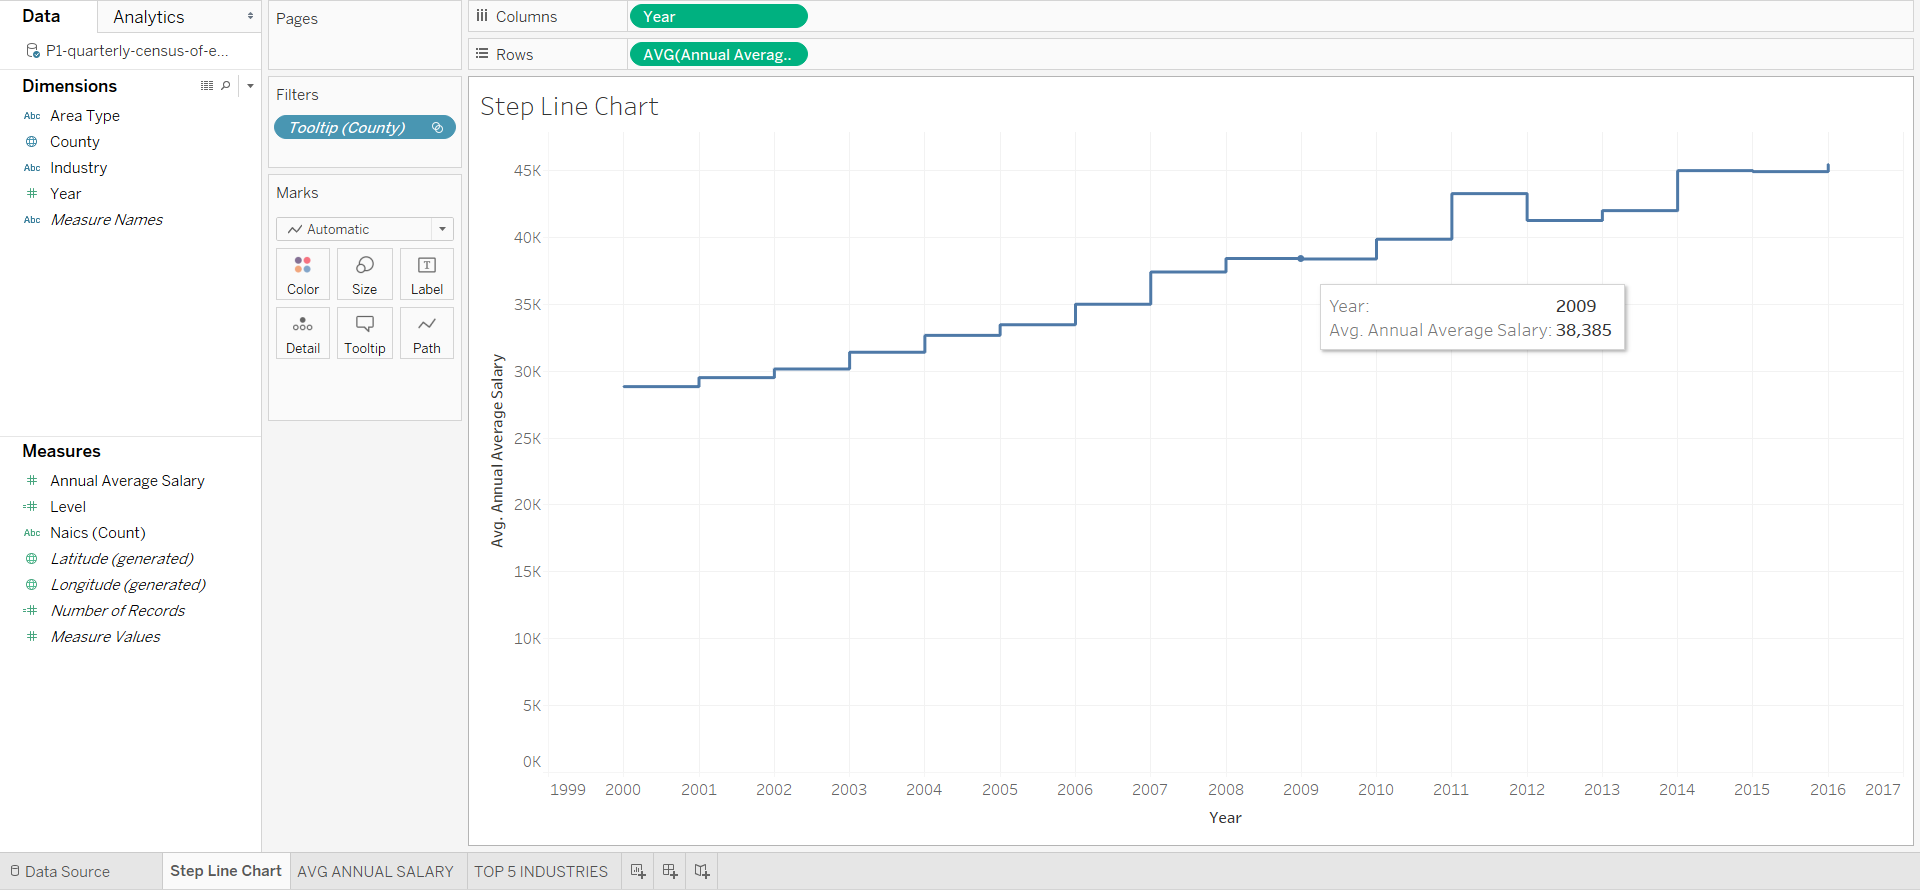 Data
Analytics
P1-quarterly-census-of-e...
Dimensions
Abc Area Type
County
Abc Industry
# Year
Abc Measure Names
Measures
# Annual Average Salary
=# Level
Abc Naics (Count)
Latitude (generated)
Longitude (generated)
=# Number of Records
# Measure Values
Pages
Filters
Tooltip (County)
Marks
Automatic
Color Size Label
Detail Tooltip Path
Columns Year
Rows AVG(Annual Averag..
Step Line Chart
45K
40K
35K
30K
25K
20K
15K
10K
5K
0K
Avg. Annual Average Salary
Year: 2009
Avg. Annual Average Salary: 38,385
1999 2000 2001 2002 2003 2004 2005 2006 2007 2008 2009 2010 2011 2012 2013 2014 2015 2016 2017
Year
Data Source Step Line Chart AVG ANNUAL SALARY TOP 5 INDUSTRIES